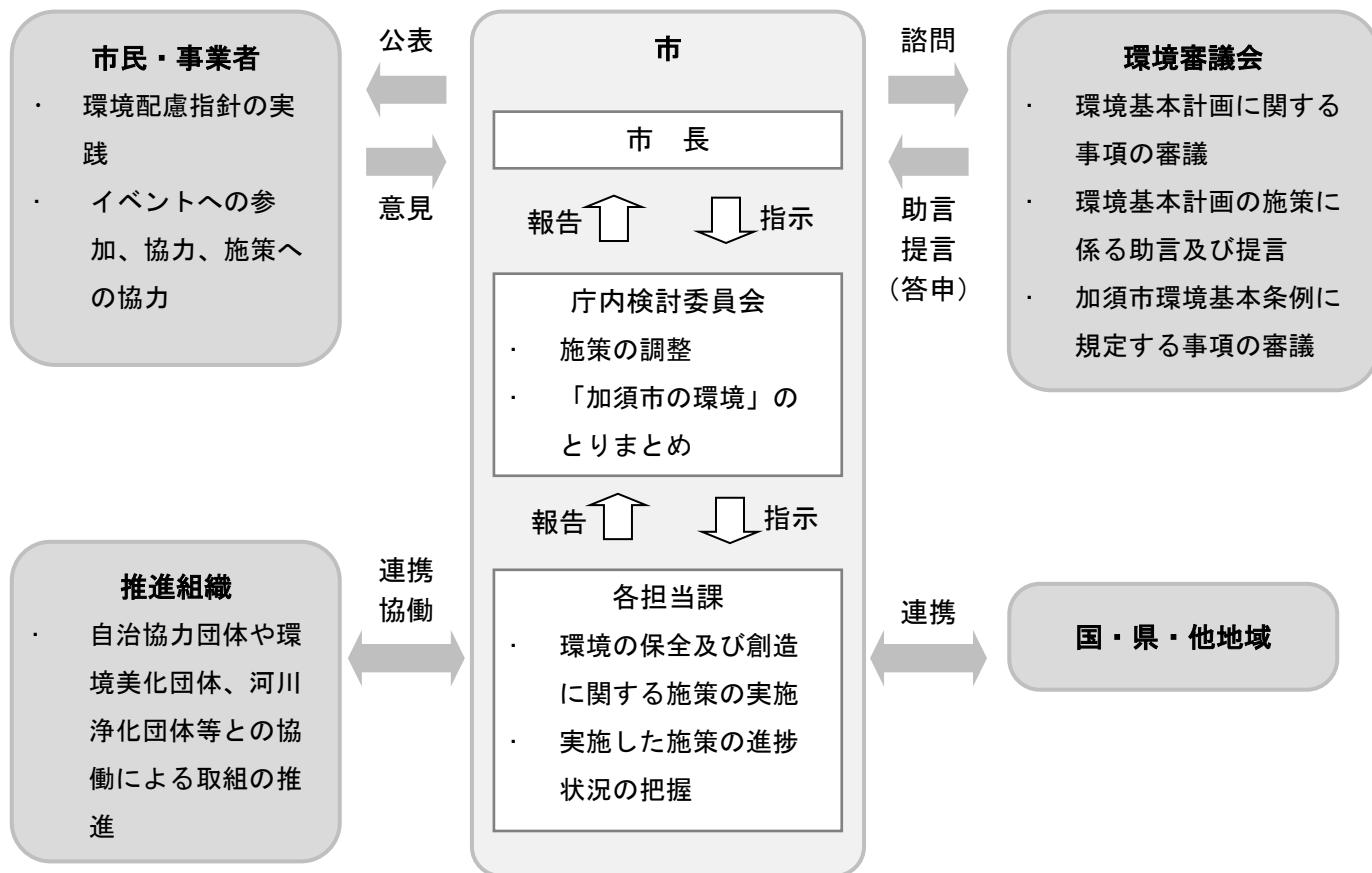 市民・事業者
・ 環境配慮指針の実
践
・ イベントへの参
加、協力、施策へ
の協力
公表
意見
市
市 長
報告
指示
庁内検討委員会
・ 施策の調整
・ 「加須市の環境」の
とりまとめ
報告
指示
各担当課
・ 環境の保全及び創造
に関する施策の実施
・ 実施した施策の進捗
状況の把握
諮問
助言
提言
（答申）
環境審議会
・ 環境基本計画に関する
事項の審議
・ 環境基本計画の施策に
係る助言及び提言
・ 加須市環境基本条例に
規定する事項の審議
推進組織
・ 自治協力団体や環
境美化団体、河川
浄化団体等との協
働による取組の推
進
連携
協働
連携
国・県・他地域